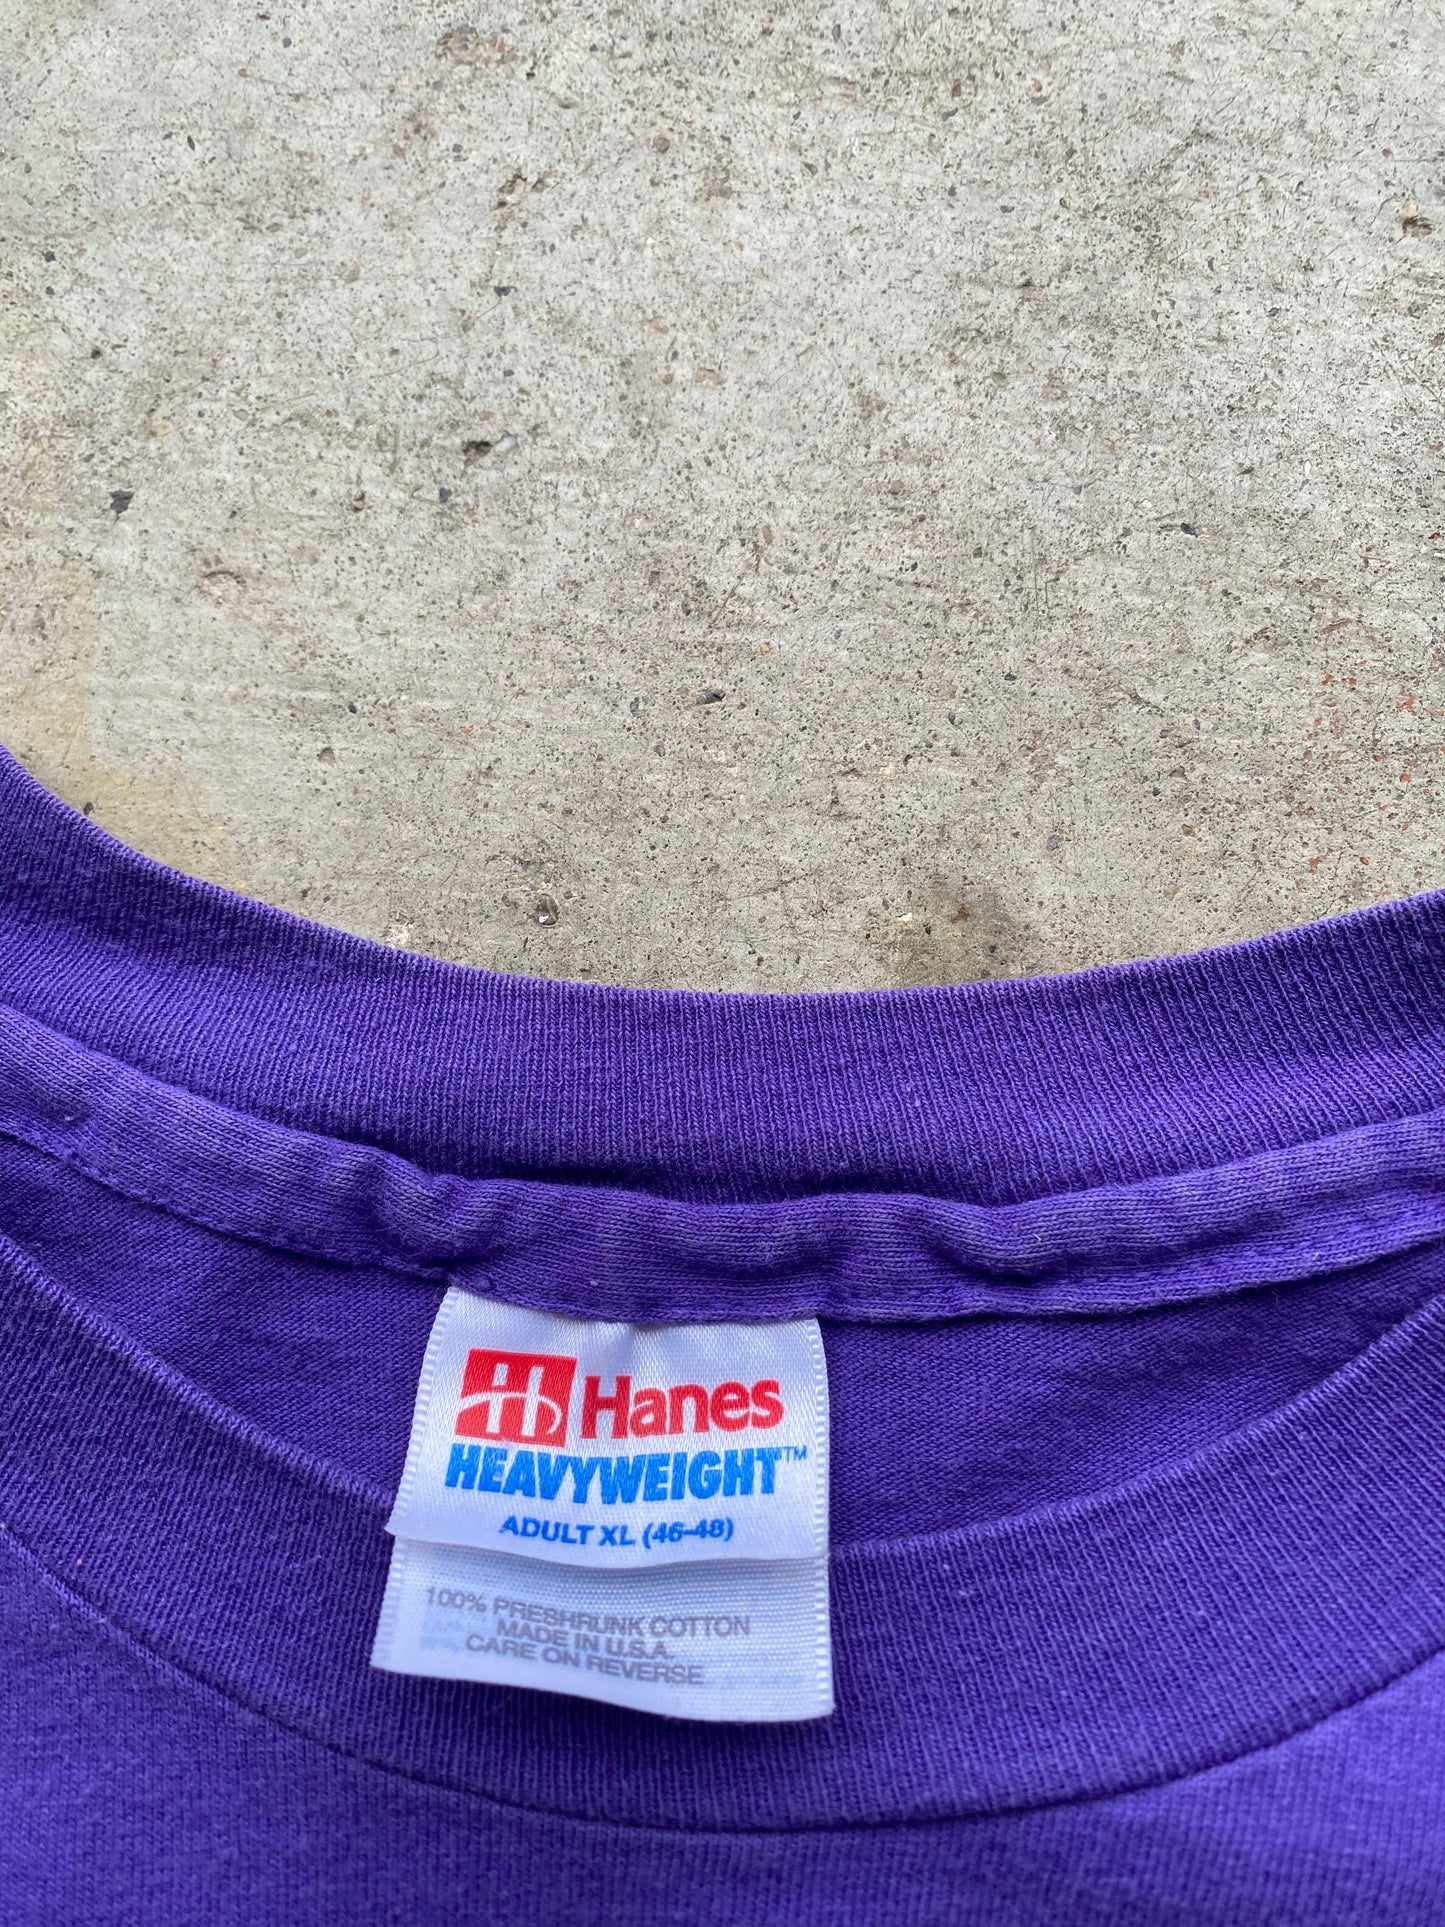 Hanes
HEAVYWEIGHT™
ADULT XL (46-48)
100% PRESHRUNK COTTON
MADE IN U.S.A.
CARE ON REVERSE